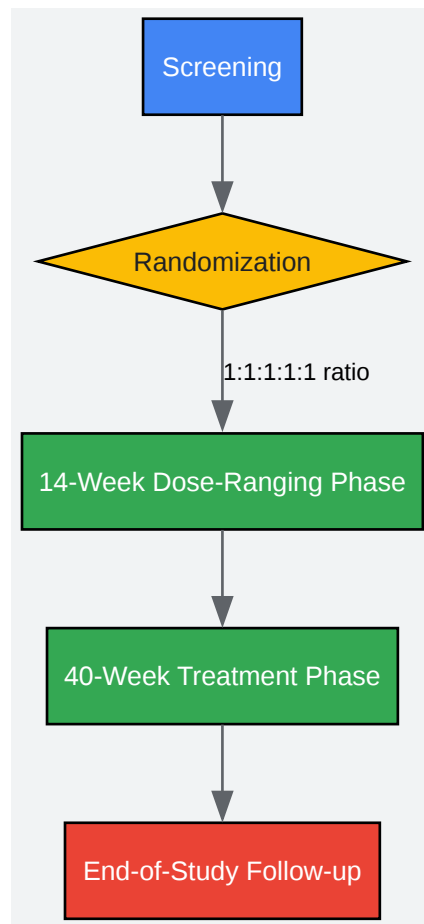 Screening
Randomization
1:1:1:1:1 ratio
14-Week Dose-Ranging Phase
40-Week Treatment Phase
End-of-Study Follow-up